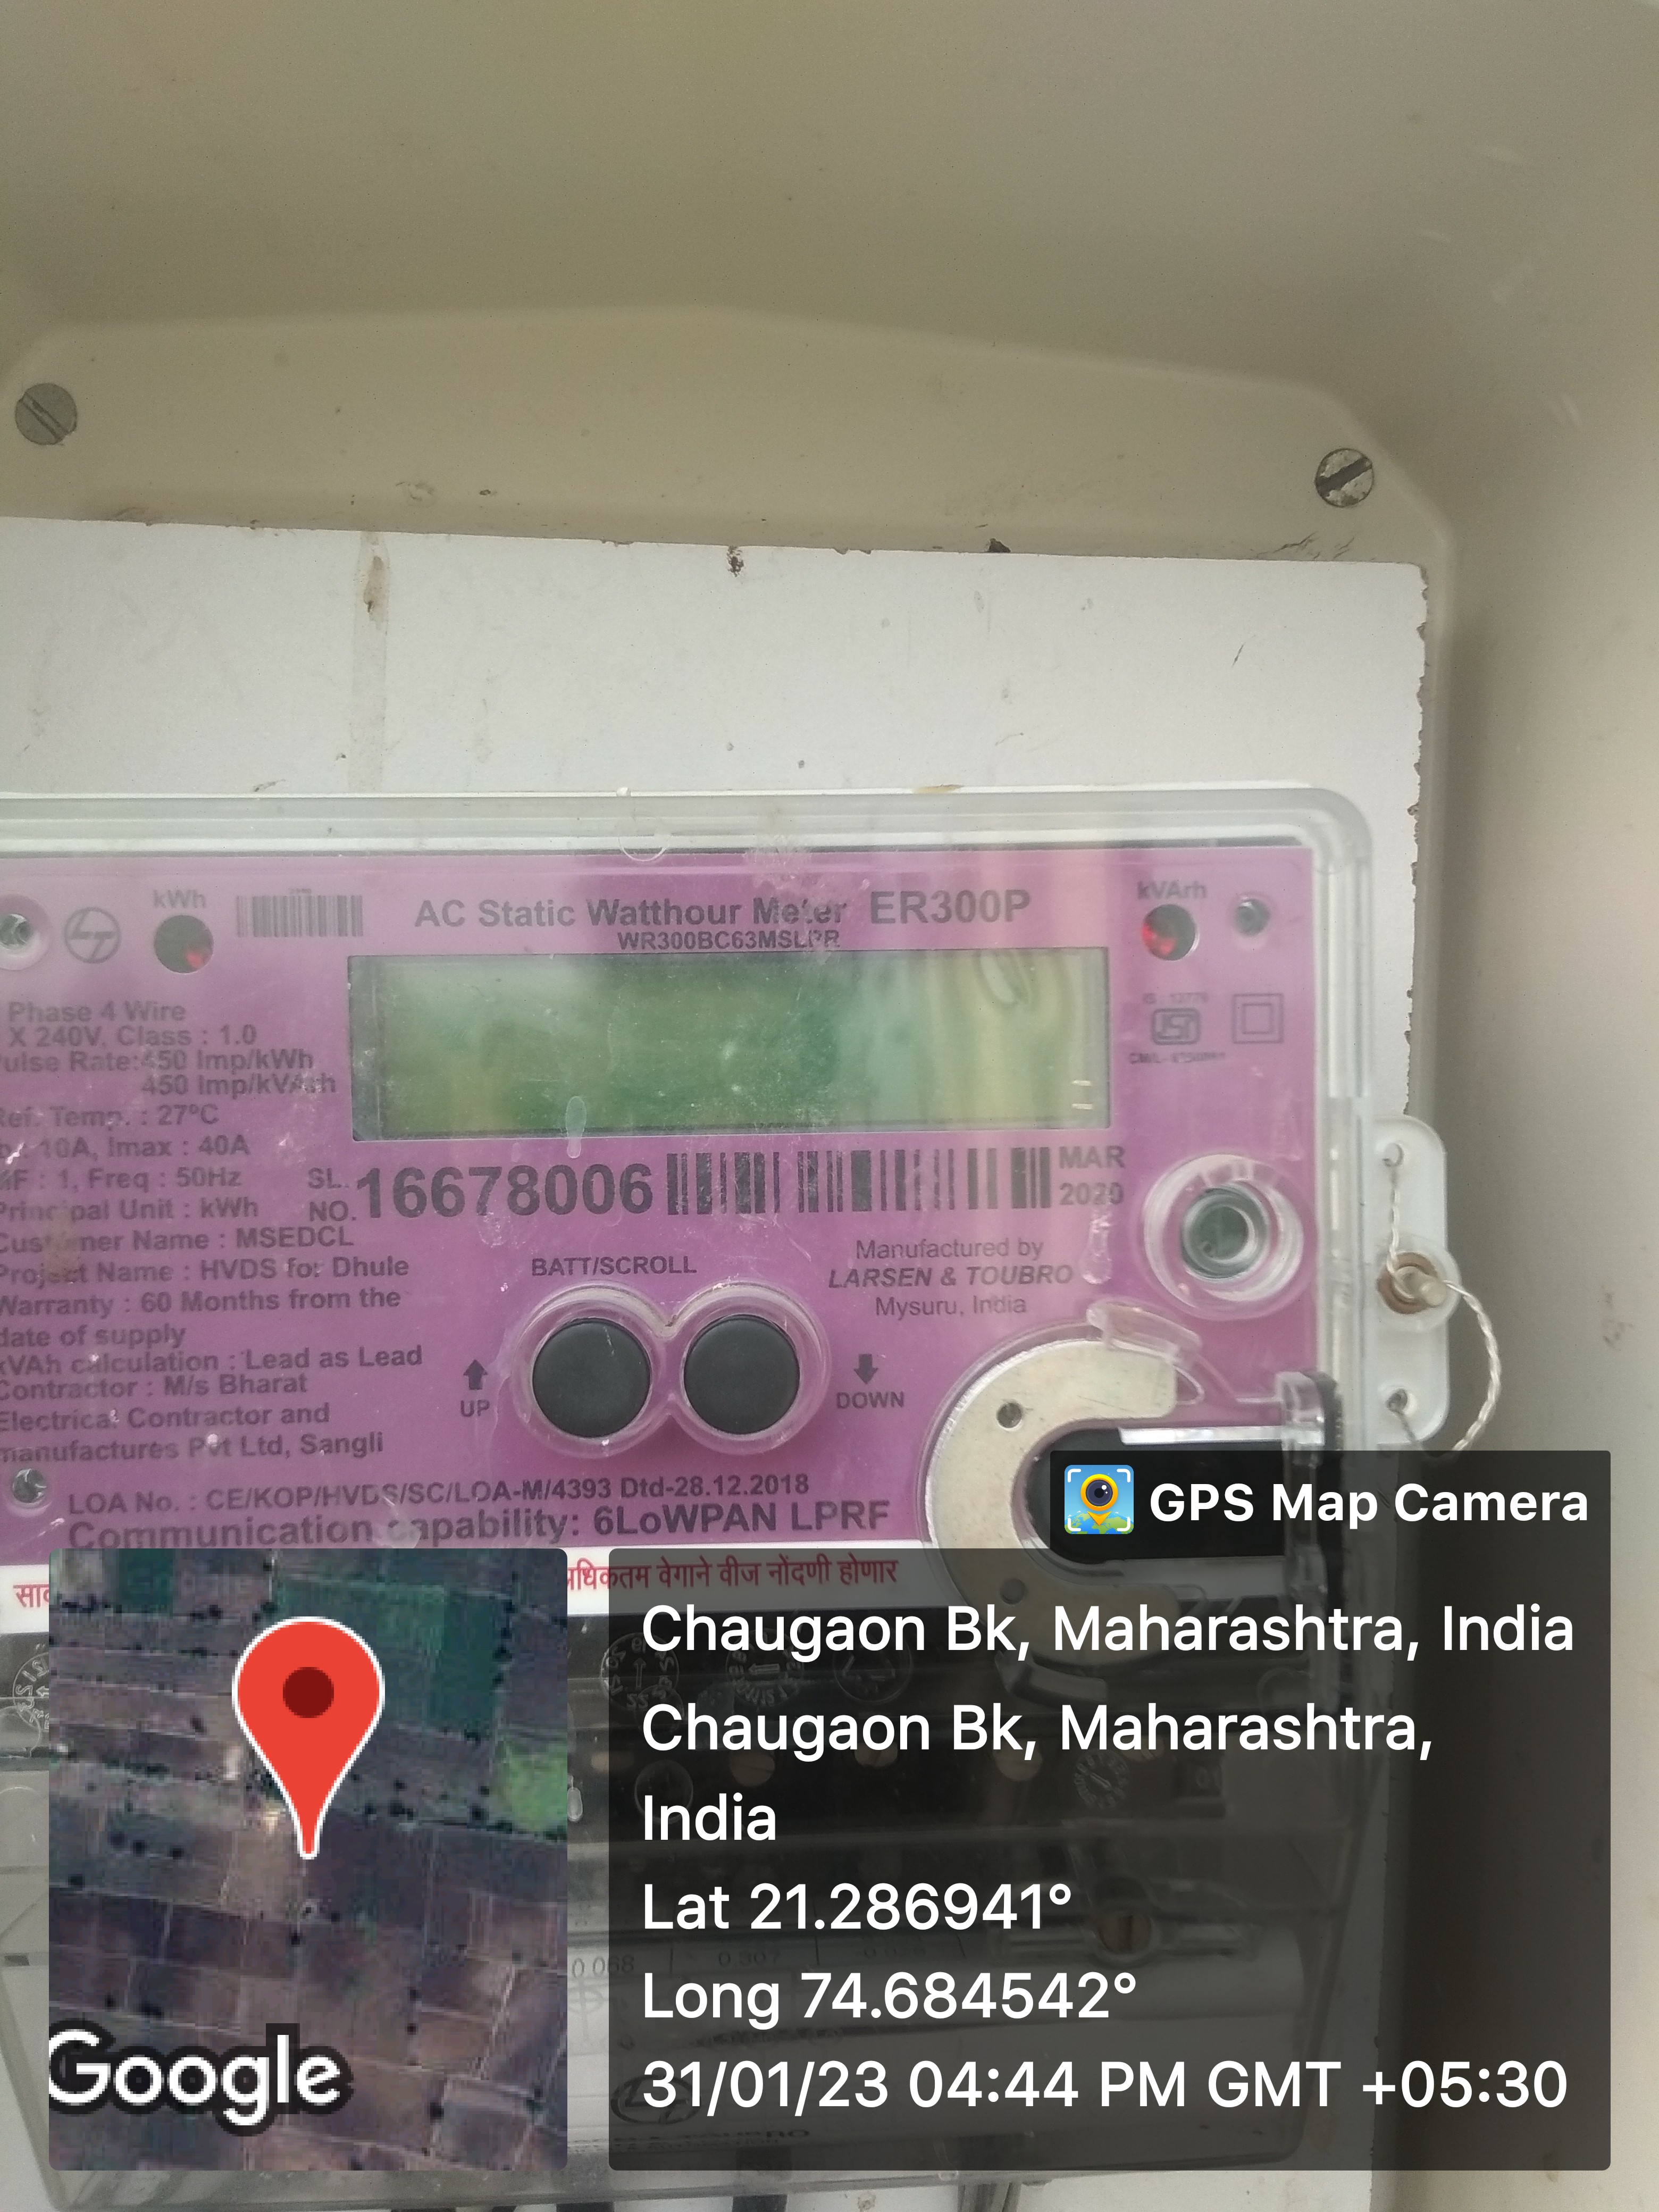 kWh
AC Static Watthour Meter ER300P
kVArh
WR300BC63MSLPR
Phase 4 Wire
X 240V, Class : 1.0
ulse Rate:450 Imp/kWh
450 Imp/kVArh
Ref. Temp. : 27°C
10A, Imax : 40A
F : 1, Freq : 50Hz
Principal Unit : kWh
SL. NO. 16678006
MAR 2020
Customer Name : MSEDCL
Project Name : HVDS for Dhule
Warranty : 60 Months from the
date of supply
kVAh calculation : Lead as Lead
Contractor : M/s Bharat
Electrical Contractor and
manufactures Pvt Ltd, Sangli
BATT/SCROLL
UP
DOWN
Manufactured by
LARSEN & TOUBRO
Mysuru, India
LOA No. : CE/KOP/HVDS/SC/LOA-M/4393 Dtd-28.12.2018
Communication capability: 6LoWPAN LPRF
अधिकतम वेगाने वीज नोंदणी होणार
GPS Map Camera
Chaugaon Bk, Maharashtra, India
Chaugaon Bk, Maharashtra,
India
Lat 21.286941°
Long 74.684542°
31/01/23 04:44 PM GMT +05:30
Google